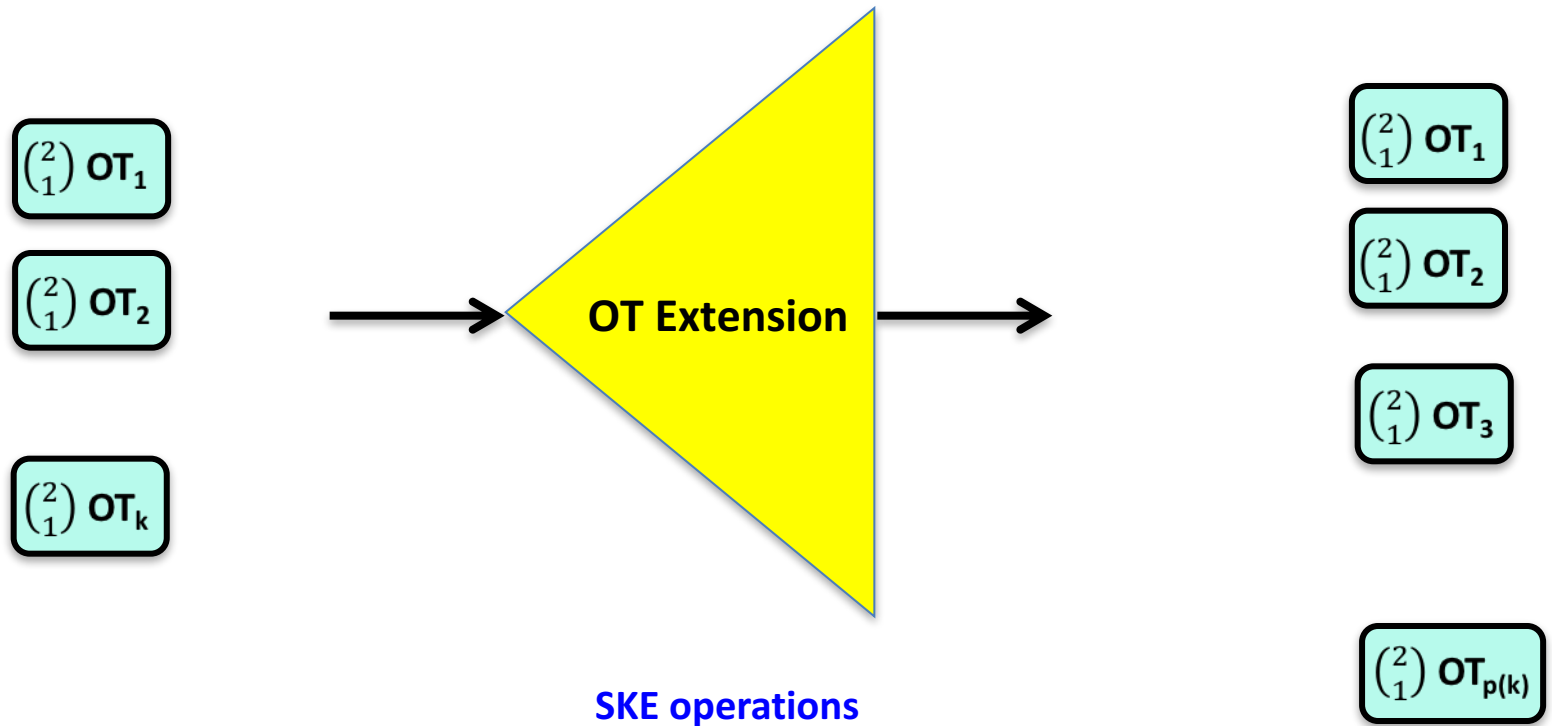 (2 1) OT₁
(2 1) OT₂
(2 1) OTₖ
OT Extension
SKE operations
(2 1) OT₁
(2 1) OT₂
(2 1) OT₃
(2 1) OTₚ₍ₖ₎